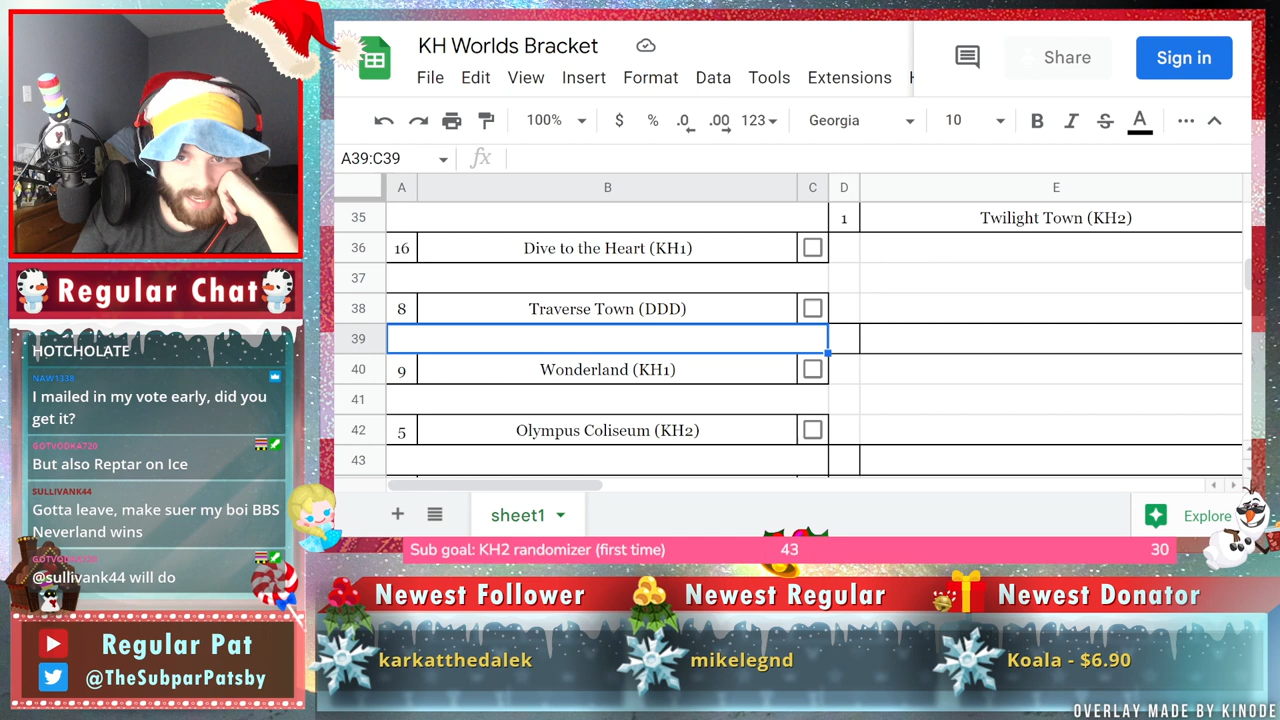 KH Worlds Bracket
File Edit View Insert Format Data Tools Extensions
Share
Sign in
100% $ % .0 .00 123 Georgia 10 B I S A
A39:C39 fx
A B C D E
35 1 Twilight Town (KH2)
36 16 Dive to the Heart (KH1)
37
38 8 Traverse Town (DDD)
39
40 9 Wonderland (KH1)
41
42 5 Olympus Coliseum (KH2)
43
sheet1
Explore
Regular Chat
HOTCHOLATE
NAW1338
I mailed in my vote early, did you
get it?
GOTVODKA720
But also Reptar on Ice
SULLIVANK44
Gotta leave, make suer my boi BBS
Neverland wins
@sullivank44 will do
Regular Pat
@TheSubparPatsby
Sub goal: KH2 randomizer (first time) 43 30
Newest Follower
karkatthedalek
Newest Regular
mikelegnd
Newest Donator
Koala - $6.90
OVERLAY MADE BY KINODE